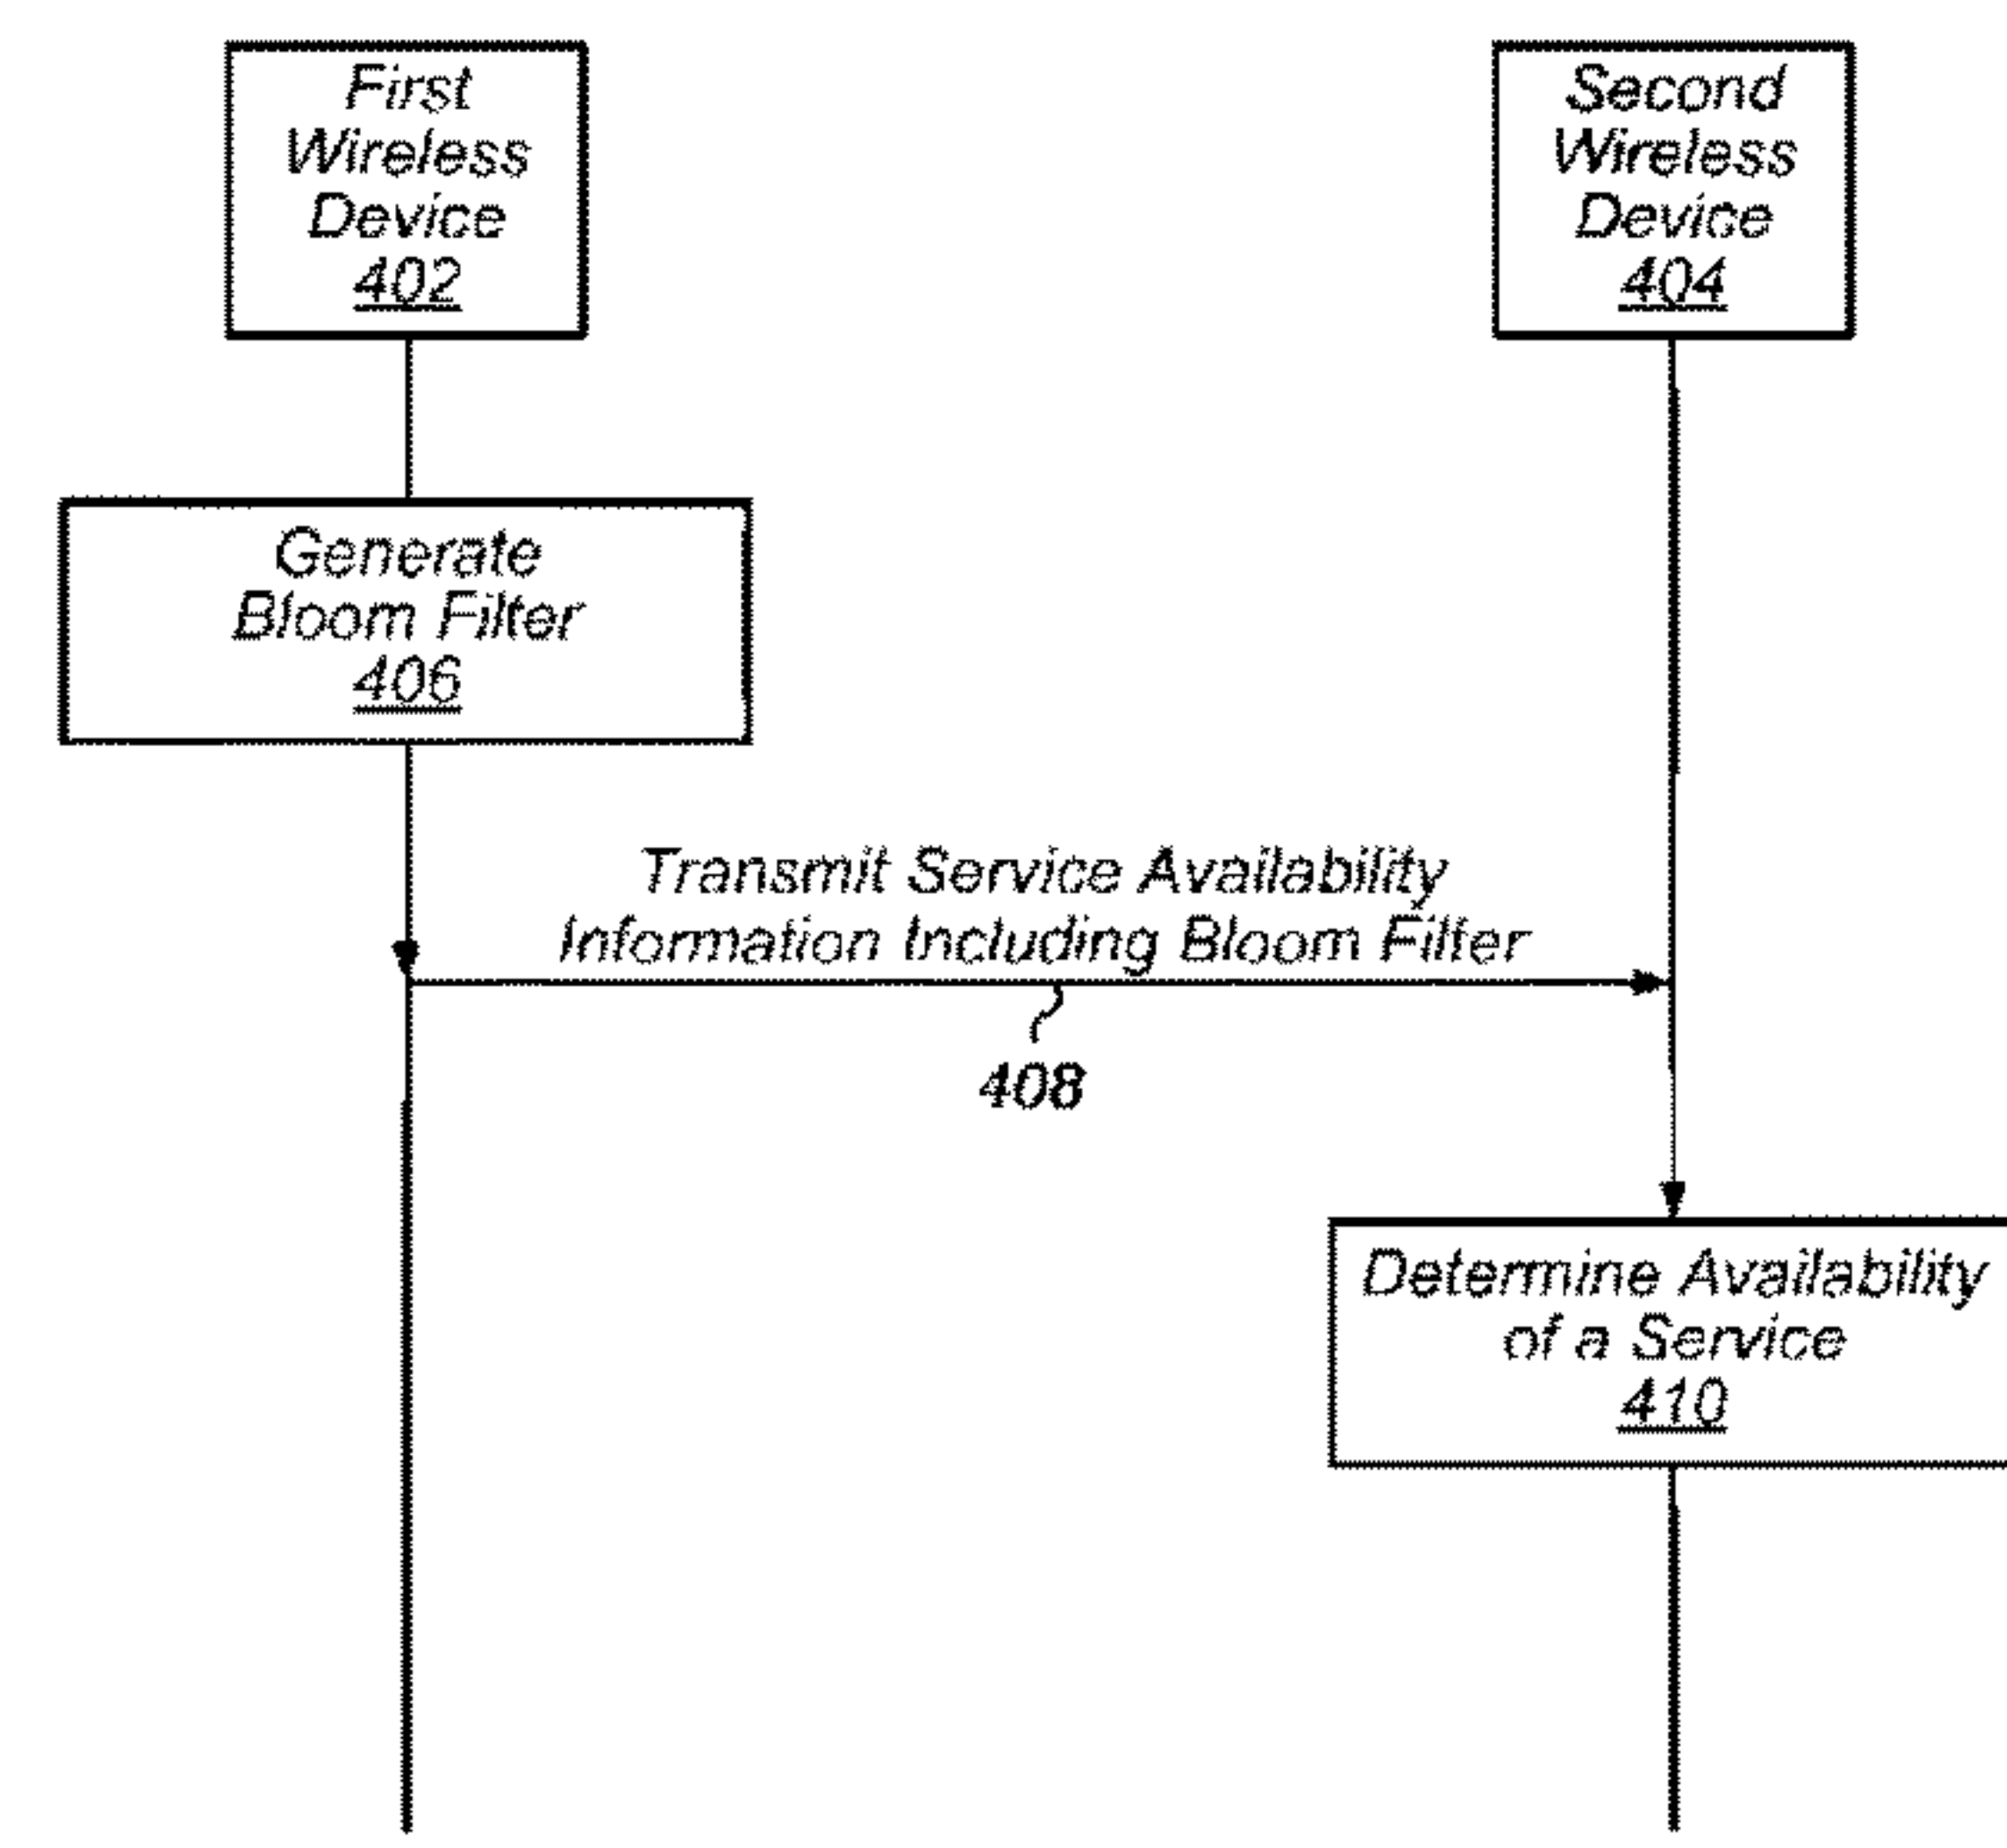 First
Wireless
Device
402
Second
Wireless
Device
404
Generate
Bloom Filter
406
Transmit Service Availability
Information Including Bloom Filter
408
Determine Availability
of a Service
410